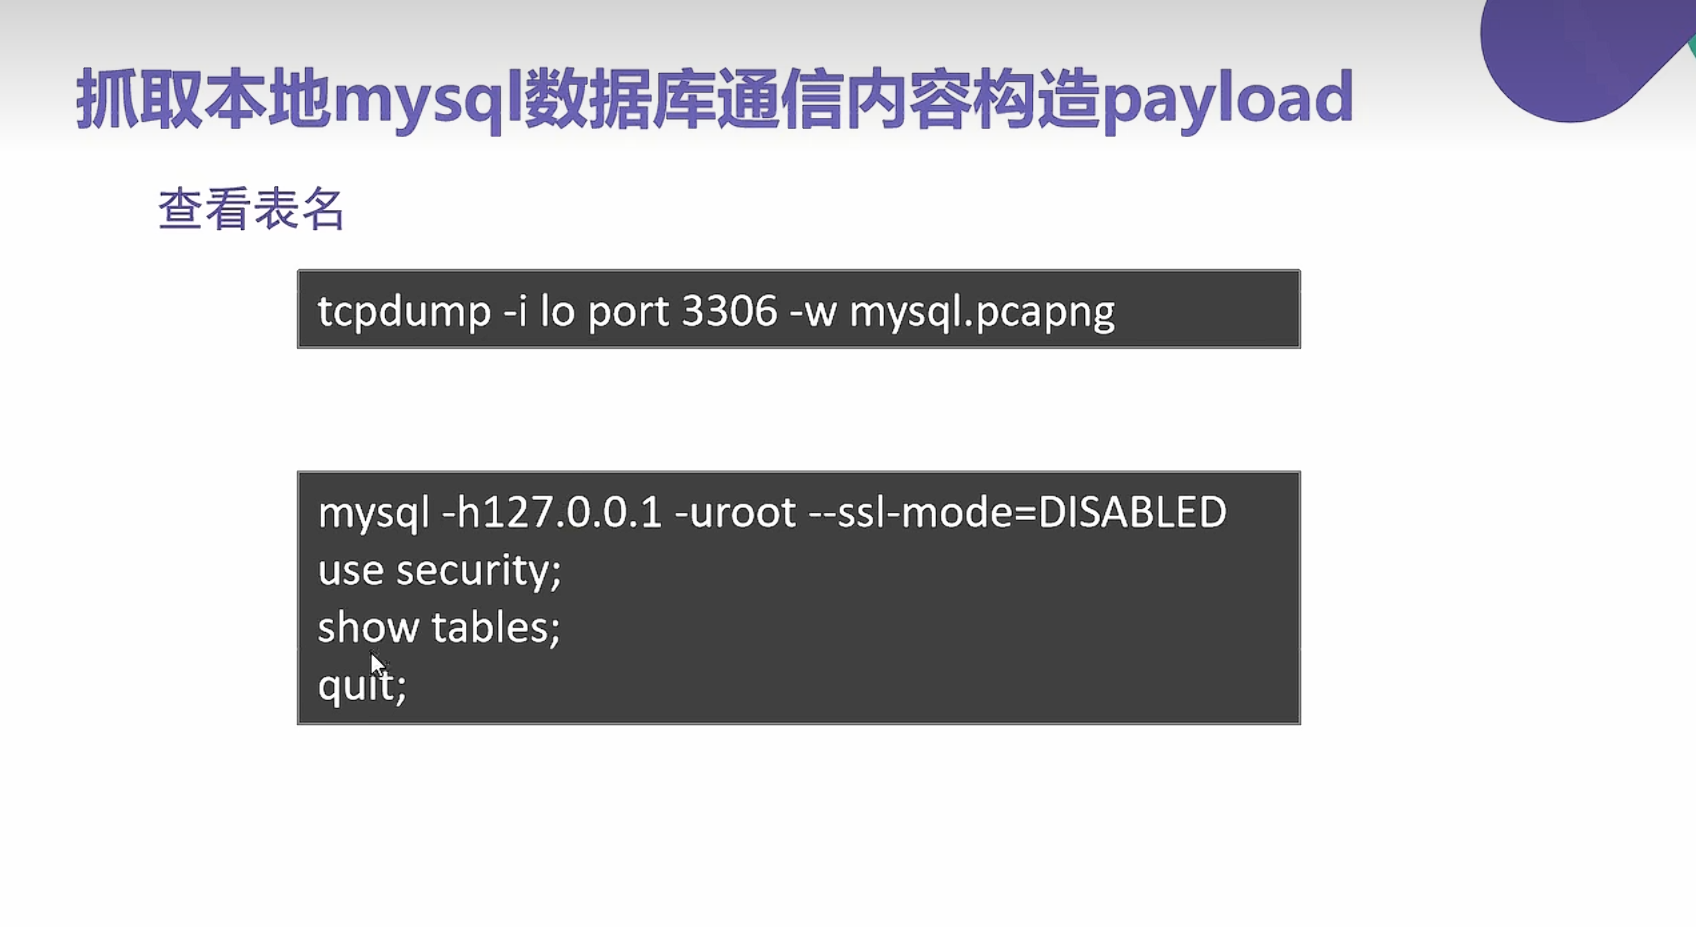 抓取本地mysql数据库通信内容构造payload
查看表名
tcpdump -i lo port 3306 -w mysql.pcapng
mysql -h127.0.0.1 -uroot --ssl-mode=DISABLED
use security;
show tables;
quit;